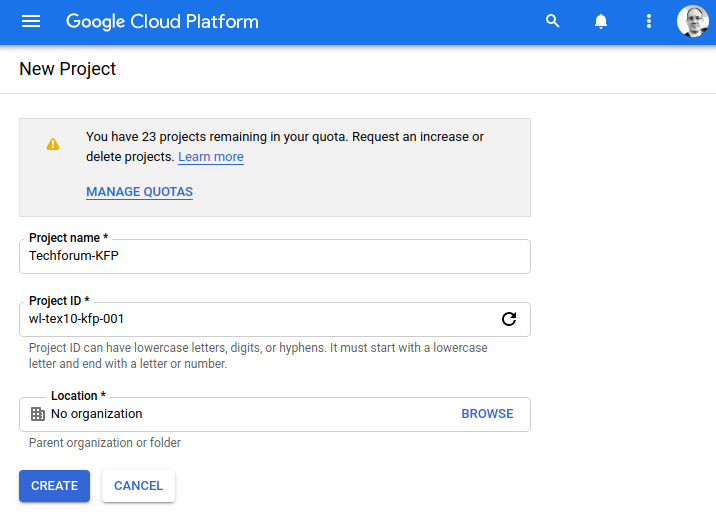 Google Cloud Platform
New Project
You have 23 projects remaining in your quota. Request an increase or
delete projects. Learn more
MANAGE QUOTAS
Project name *
Techforum-KFP
Project ID *
wl-tex10-kfp-001
Project ID can have lowercase letters, digits, or hyphens. It must start with a lowercase
letter and end with a letter or number.
Location *
No organization BROWSE
Parent organization or folder
CREATE CANCEL